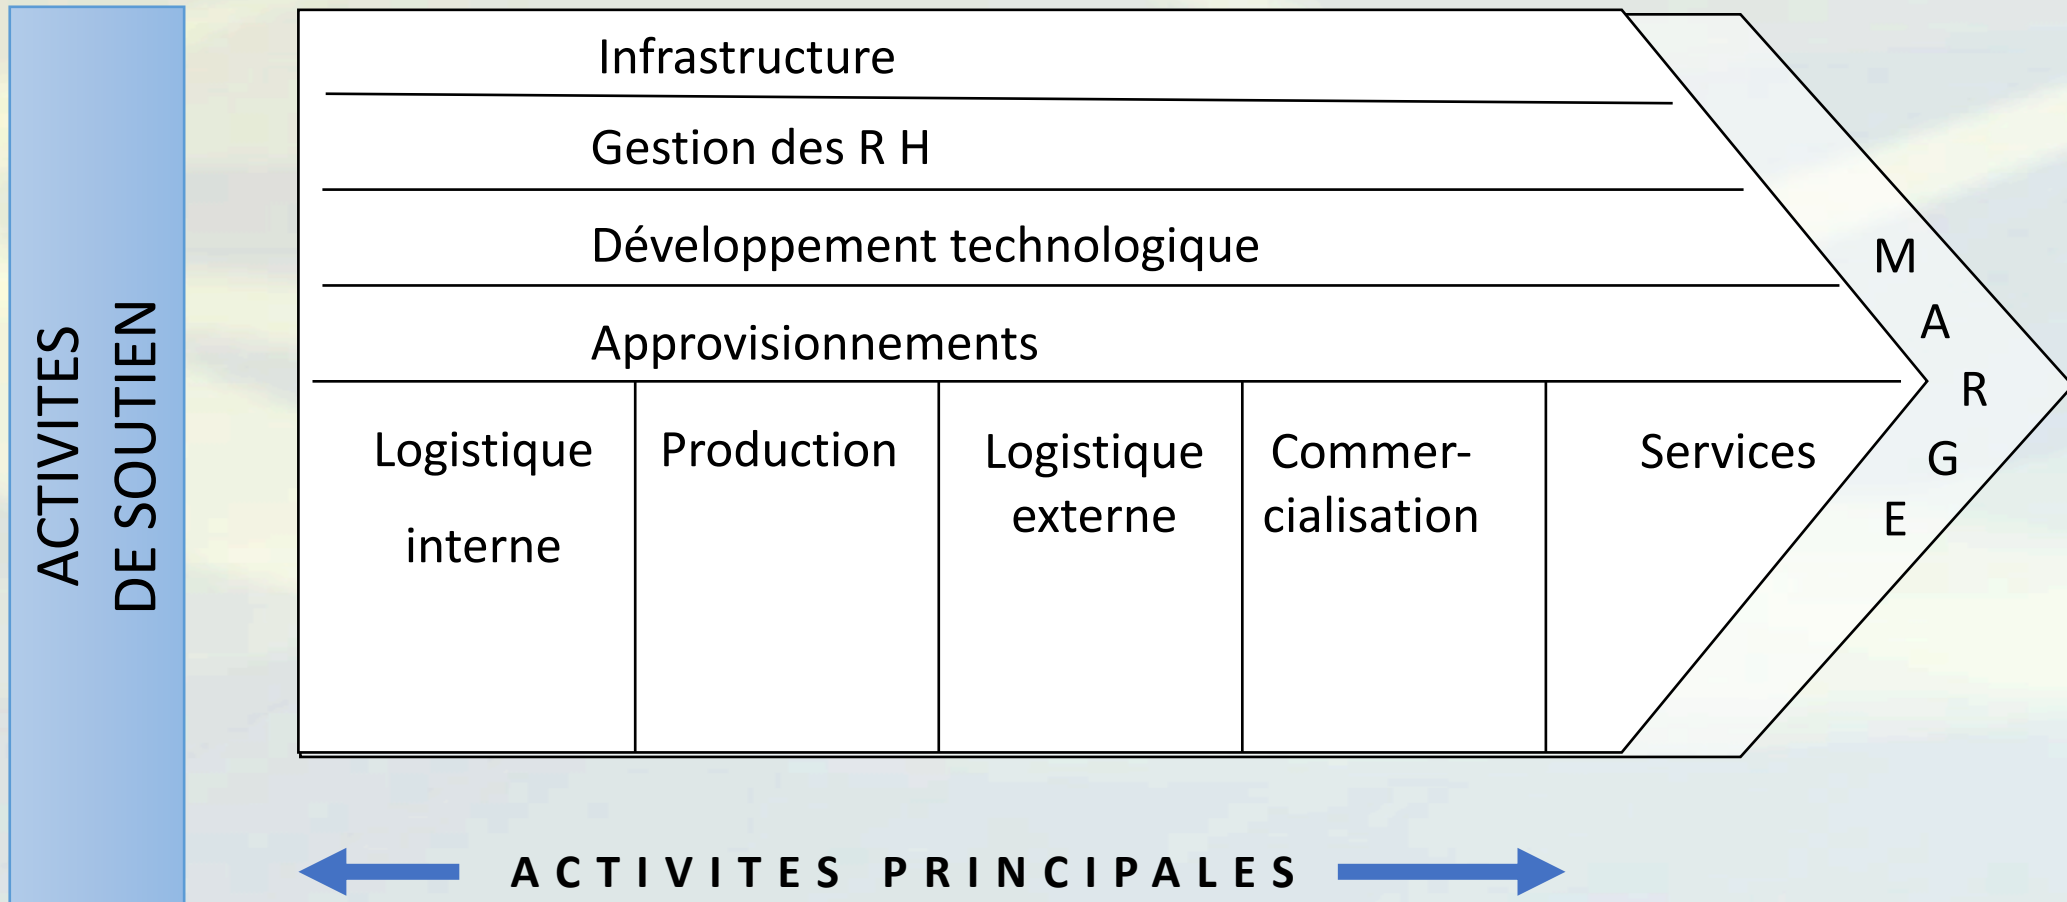 ACTIVITES
DE SOUTIEN
Infrastructure
Gestion des R H
Développement technologique
Approvisionnements
Logistique
interne
Production
Logistique
externe
Commer-
cialisation
Services
M
A
R
G
E
ACTIVITES PRINCIPALES